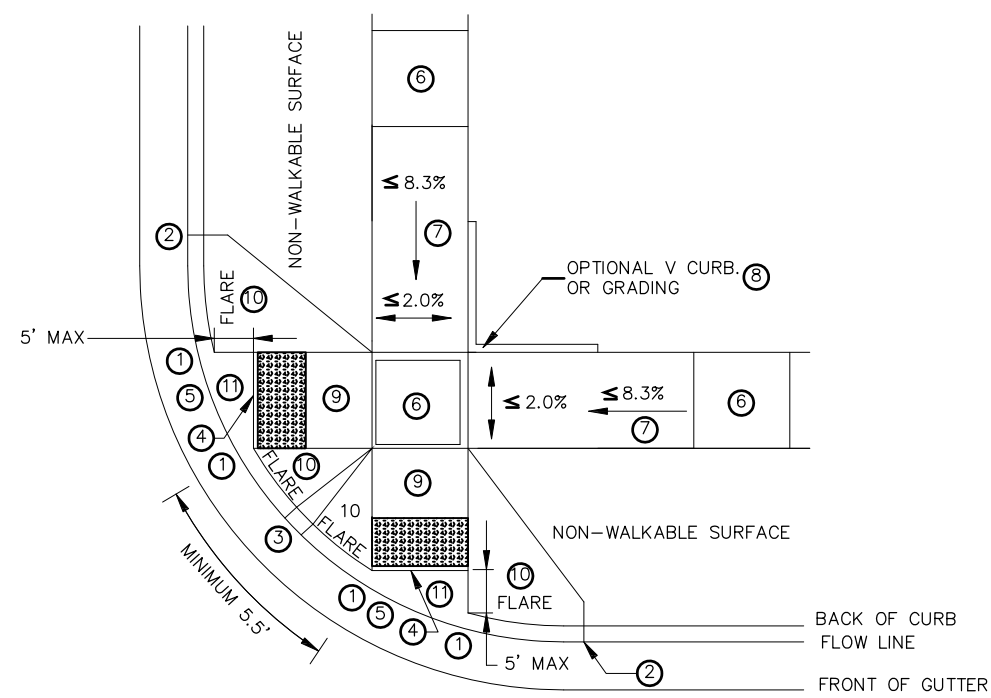 6
NON-WALKABLE SURFACE
≤ 8.3%
7
2
OPTIONAL V CURB.
OR GRADING
8
FLARE
10
≤ 2.0%
5' MAX
1
11
9
6
≤ 2.0%
≤ 8.3%
7
6
5
4
1
10
FLARE
9
10
FLARE
3
NON-WALKABLE SURFACE
MINIMUM 5.5'
10
FLARE
11
1
5
4
1
BACK OF CURB
FLOW LINE
5' MAX
2
FRONT OF GUTTER